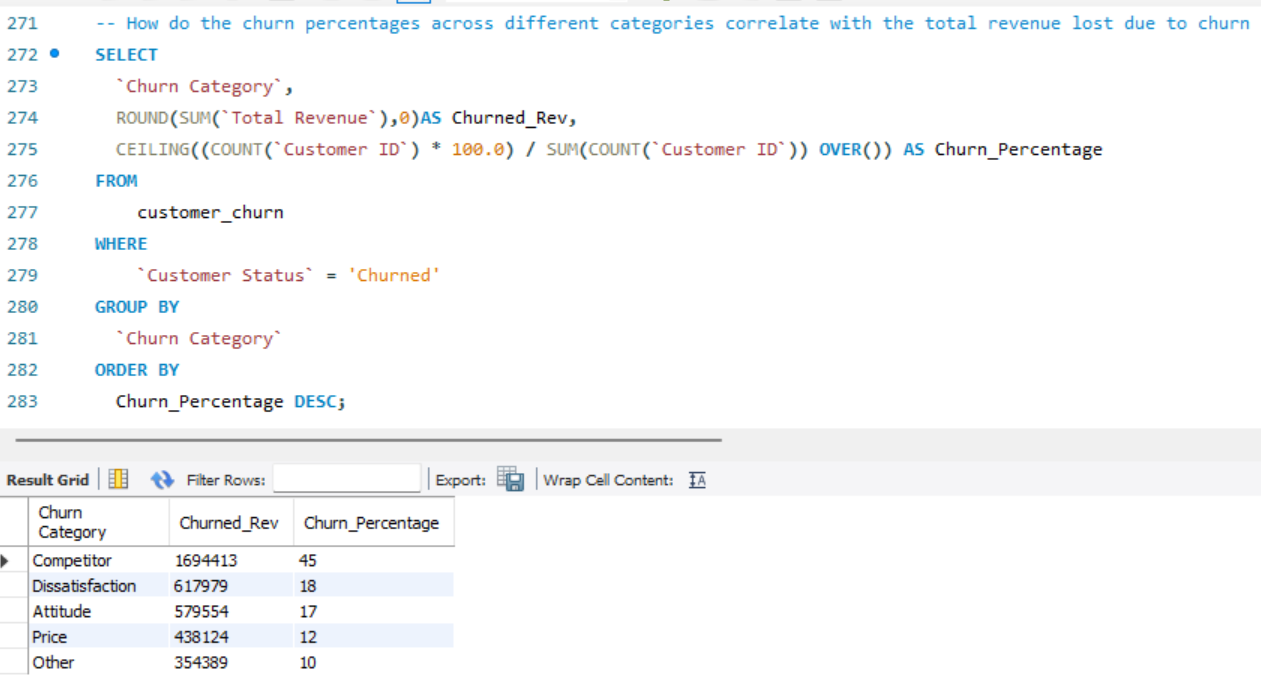 271 -- How do the churn percentages across different categories correlate with the total revenue lost due to churn
272 SELECT
273 `Churn Category`,
274 ROUND(SUM(`Total Revenue`),0)AS Churned_Rev,
275 CEILING((COUNT(`Customer ID`) * 100.0) / SUM(COUNT(`Customer ID`)) OVER()) AS Churn_Percentage
276 FROM
277 customer_churn
278 WHERE
279 `Customer Status` = 'Churned'
280 GROUP BY
281 `Churn Category`
282 ORDER BY
283 Churn_Percentage DESC;
Result Grid Filter Rows: Export: Wrap Cell Content: IA
Churn Category Churned_Rev Churn_Percentage
Competitor 1694413 45
Dissatisfaction 617979 18
Attitude 579554 17
Price 438124 12
Other 354389 10